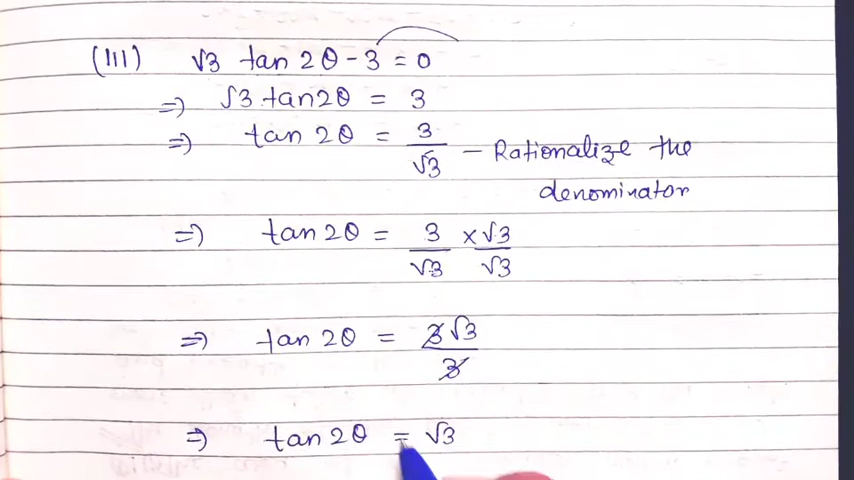 (III) √3 tan 2θ - 3 = 0
⇒ √3 tan2θ = 3
⇒ tan 2θ = 3/√3 - Rationalize the
denominator
⇒ tan 2θ = 3/√3 × √3/√3
⇒ tan 2θ = 3√3/3
⇒ tan 2θ = √3